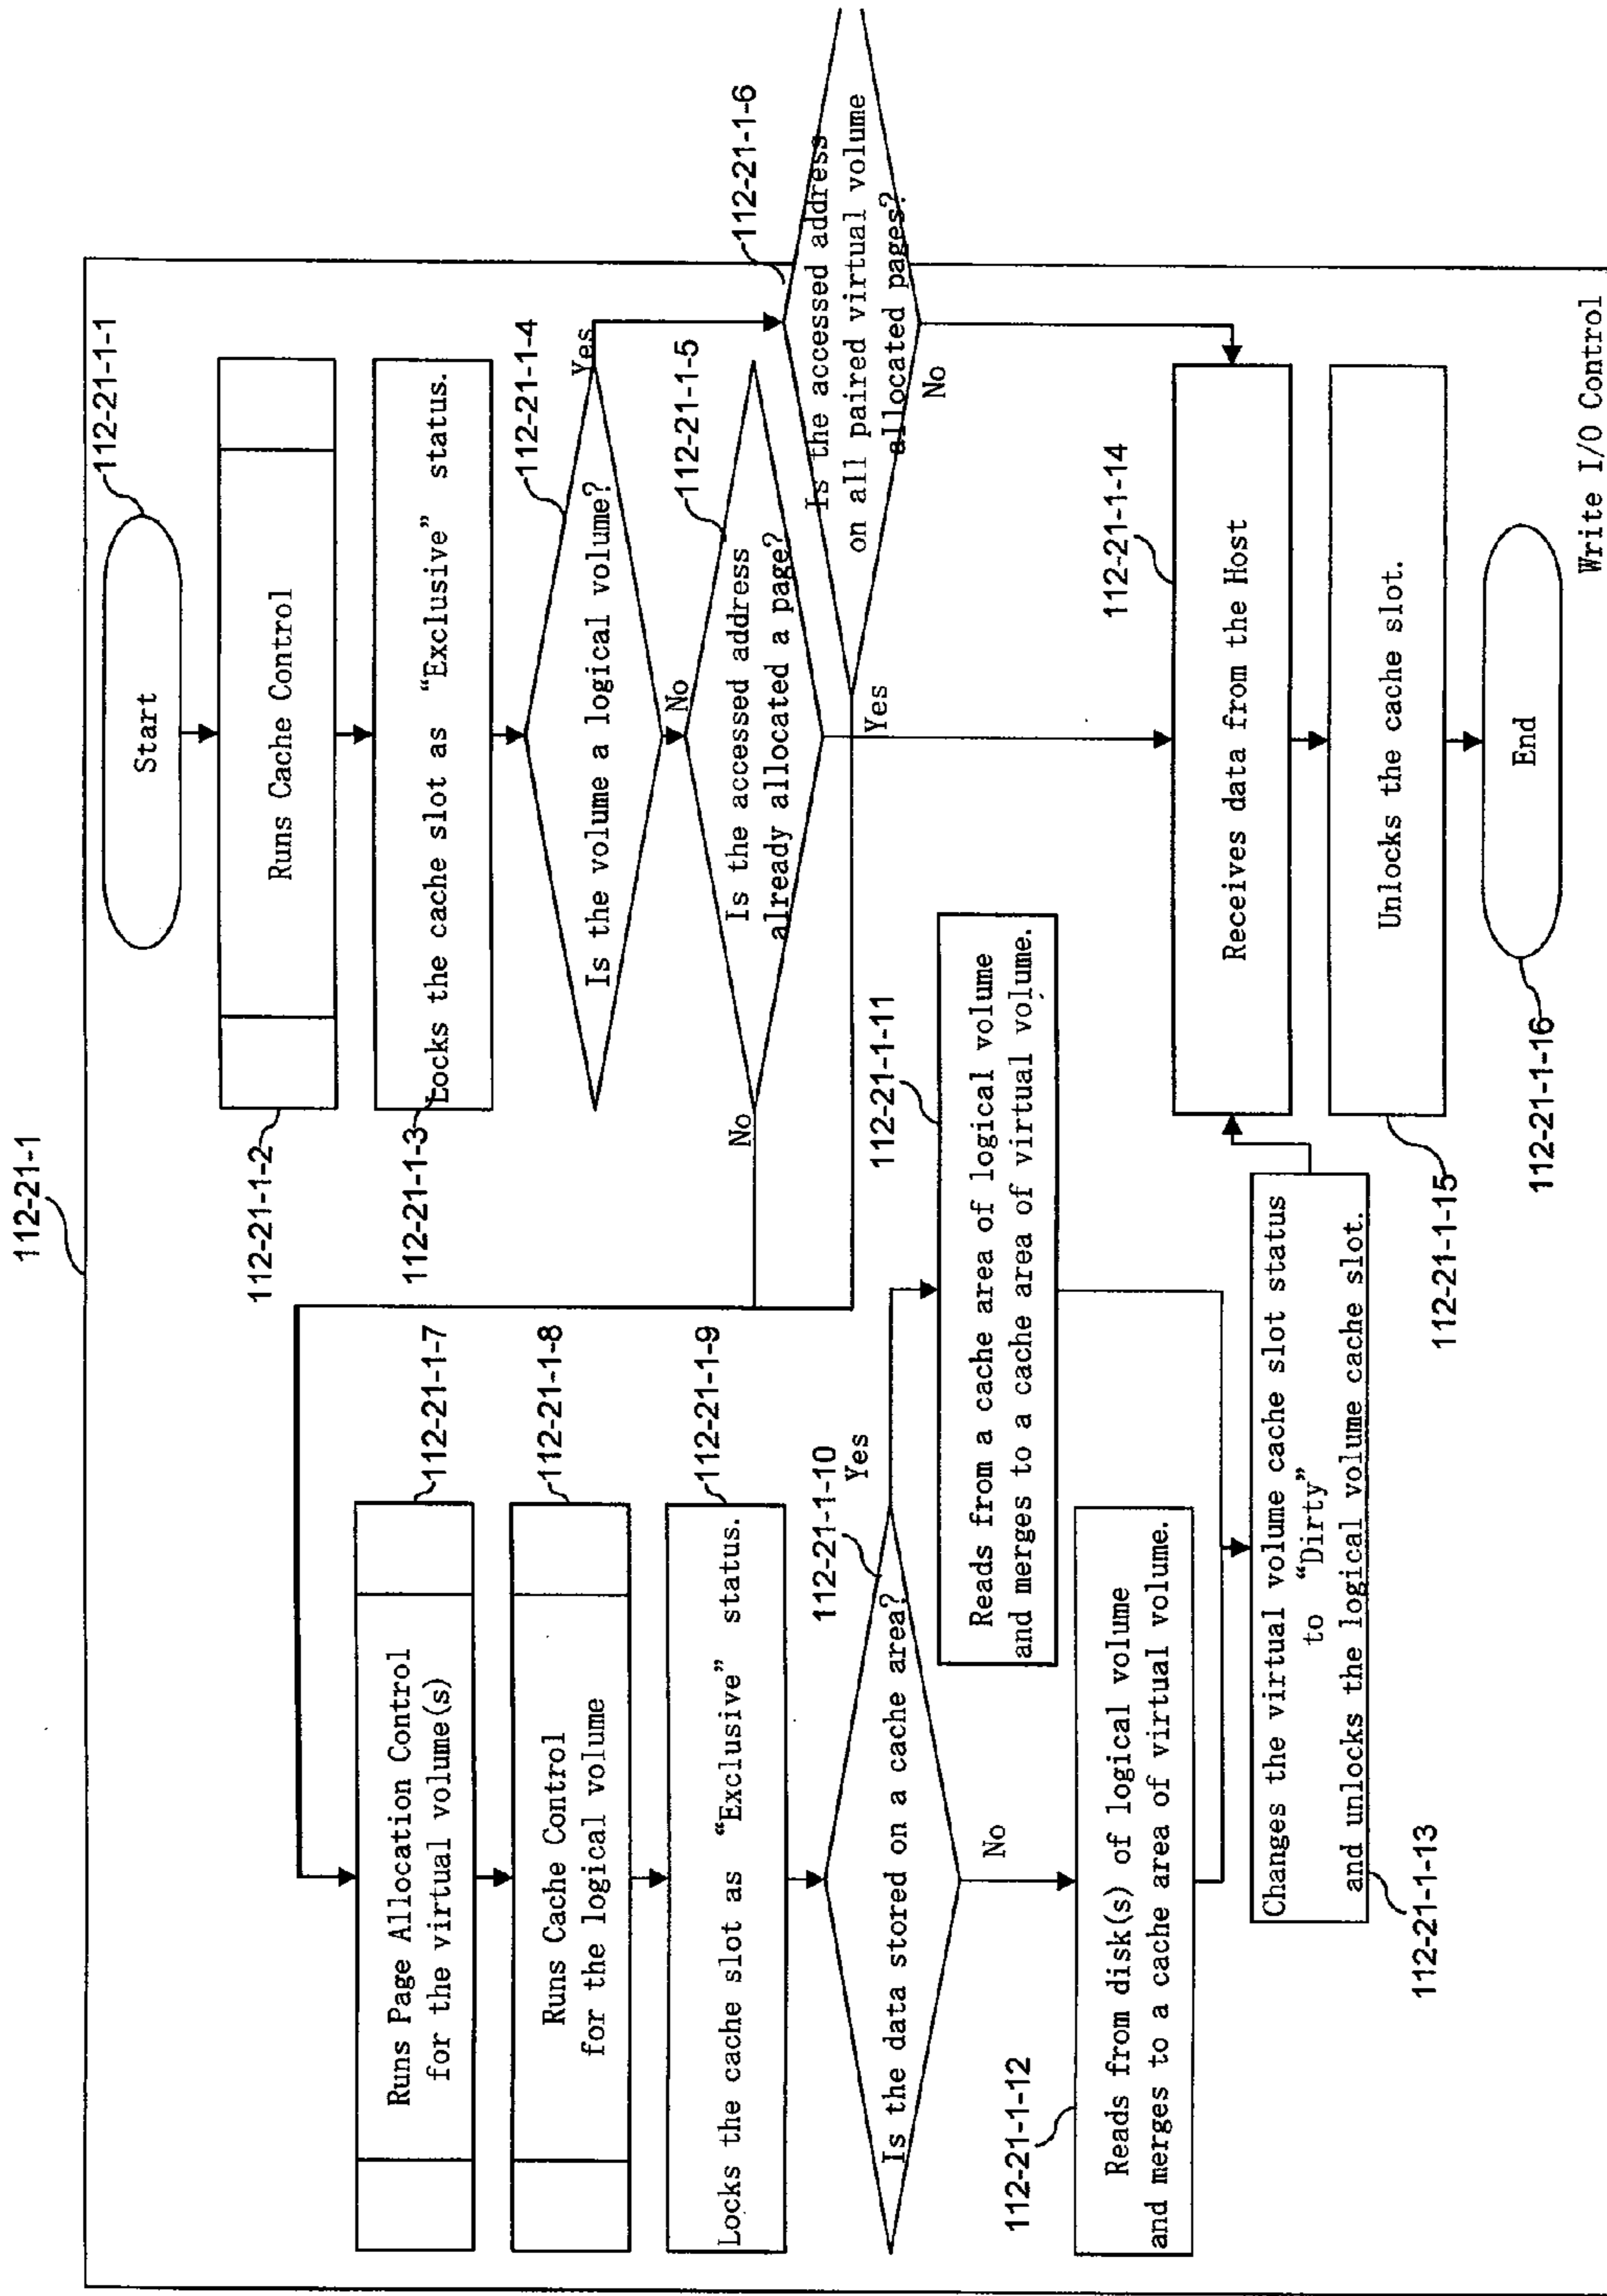 112-21-1
Start
112-21-1-1
Runs Cache Control
112-21-1-2
Locks the cache slot as “Exclusive” status.
112-21-1-3
Is the volume a logical volume?
112-21-1-4
Yes
No
Is the accessed address
already allocated a page?
112-21-1-5
No
Yes
Is the accessed address
on all paired virtual volume
allocated pages?
112-21-1-6
No
Runs Page Allocation Control
for the virtual volume(s)
112-21-1-7
Runs Cache Control
for the logical volume
112-21-1-8
Locks the cache slot as “Exclusive” status.
112-21-1-9
Is the data stored on a cache area?
112-21-1-10
Yes
No
Reads from a cache area of logical volume
and merges to a cache area of virtual volume.
112-21-1-11
Reads from disk(s) of logical volume
and merges to a cache area of virtual volume.
112-21-1-12
Changes the virtual volume cache slot status
to “Dirty”
and unlocks the logical volume cache slot.
112-21-1-13
Receives data from the Host
112-21-1-14
Unlocks the cache slot.
112-21-1-15
End
112-21-1-16
Write I/O Control